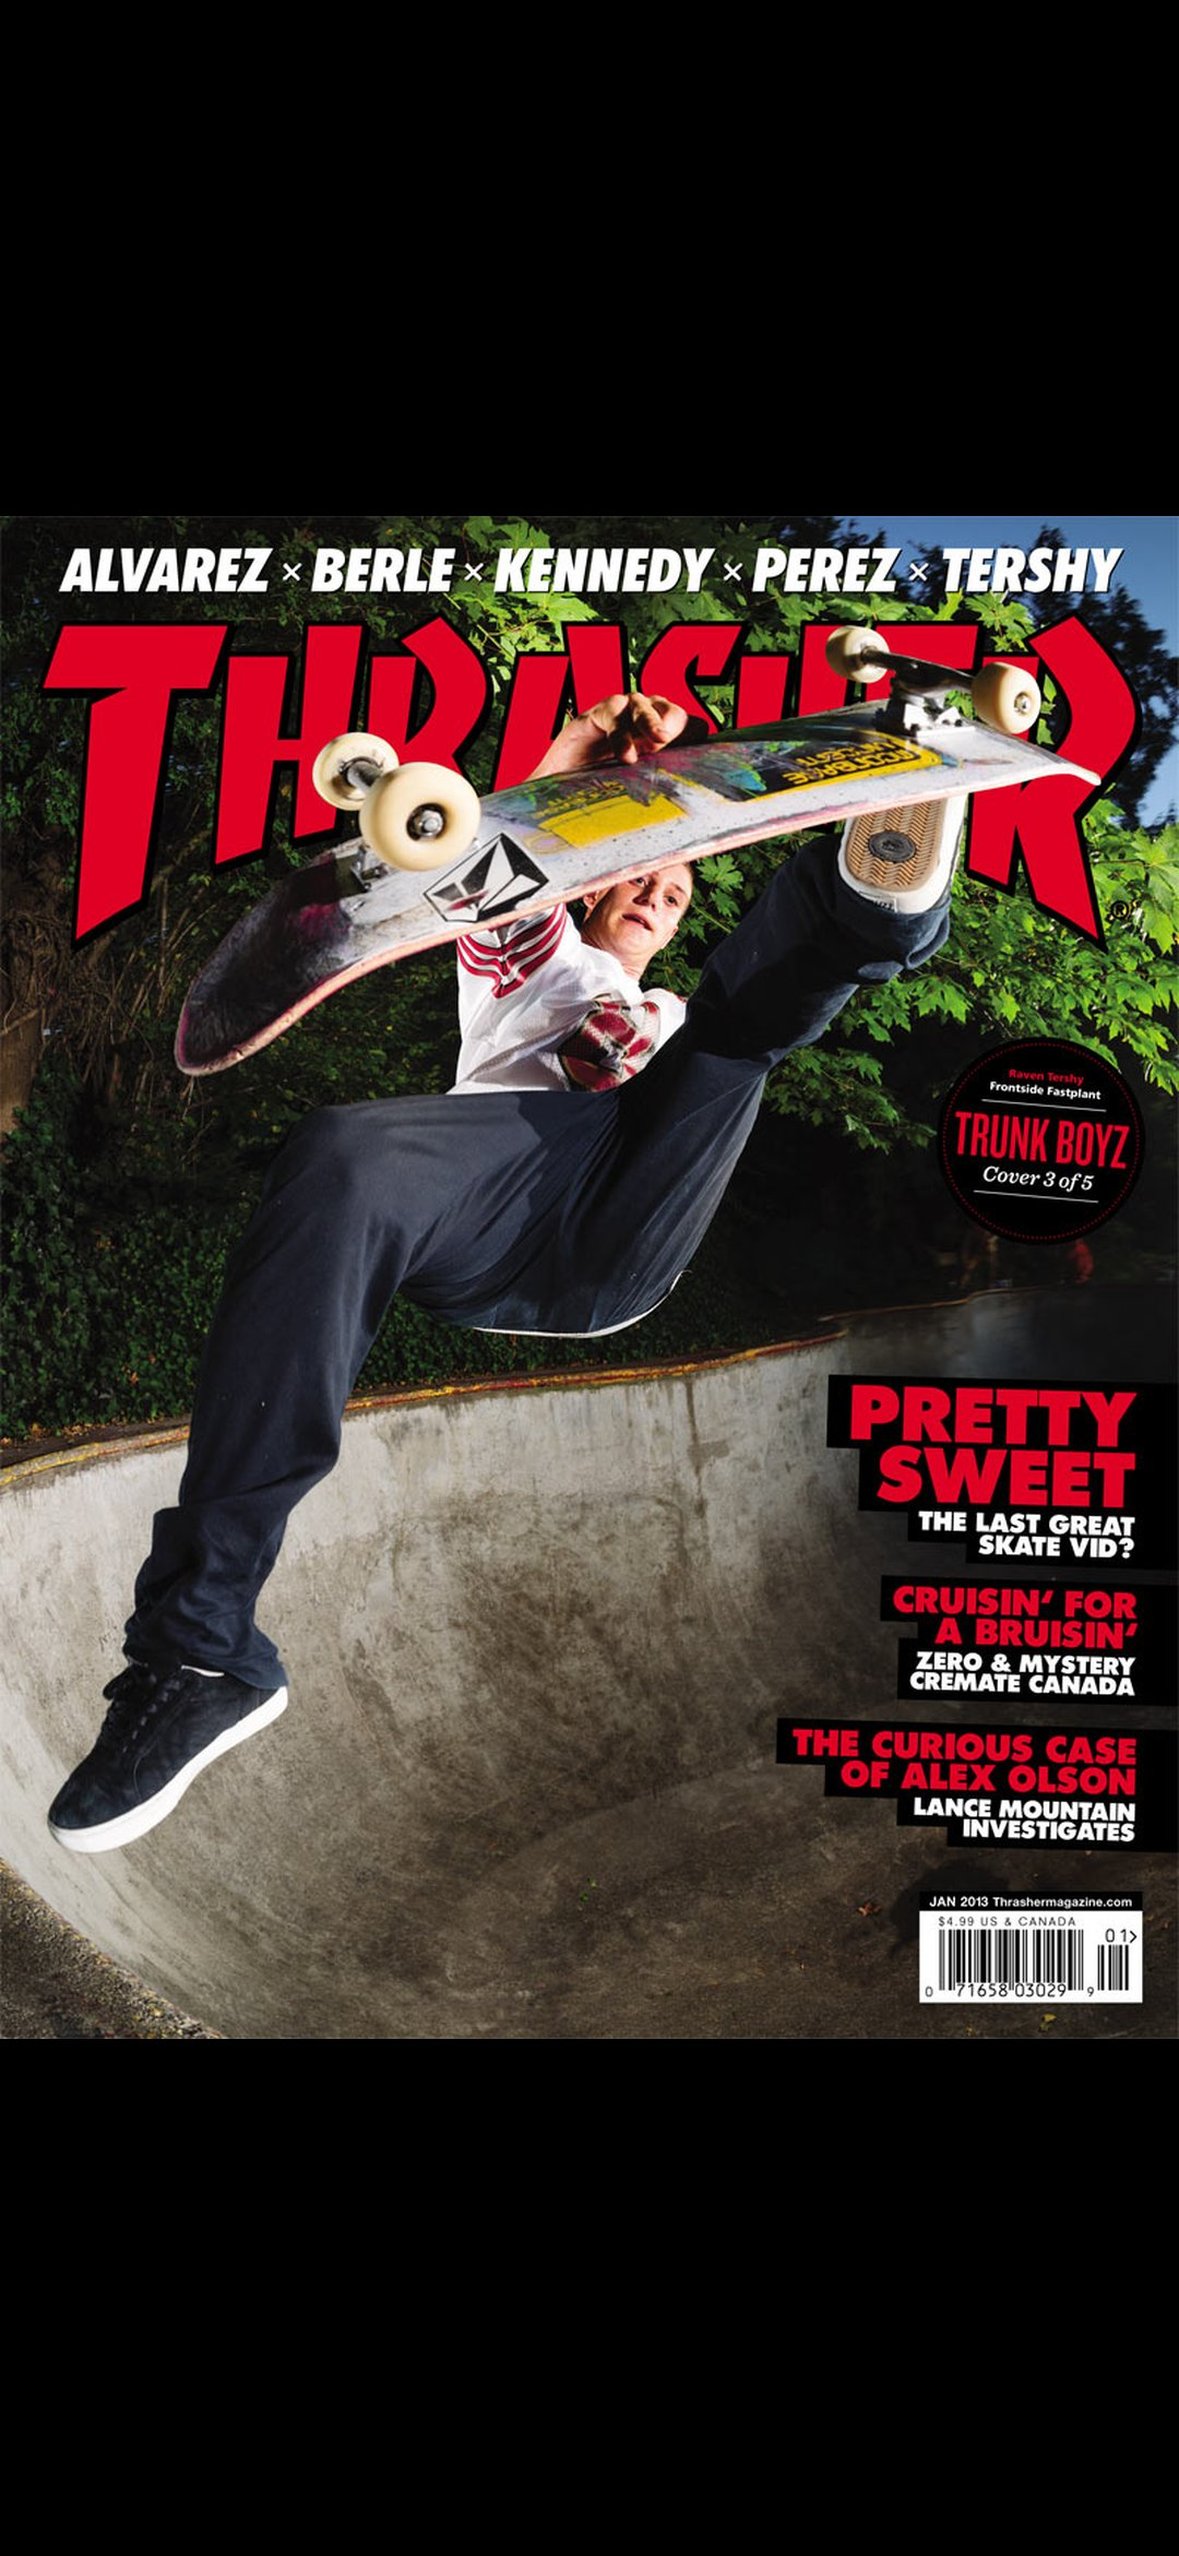 ALVAREZ × BERLE × KENNEDY × PEREZ × TERSHY
THRASHER
®
Raven Tershy
Frontside Fastplant
TRUNK BOYZ
Cover 3 of 5
PRETTY
SWEET
THE LAST GREAT
SKATE VID?
CRUISIN' FOR
A BRUISIN'
ZERO & MYSTERY
CREMATE CANADA
THE CURIOUS CASE
OF ALEX OLSON
LANCE MOUNTAIN
INVESTIGATES
JAN 2013 Thrashermagazine.com
$4.99 US & CANADA
01>
0 71658 03029 9